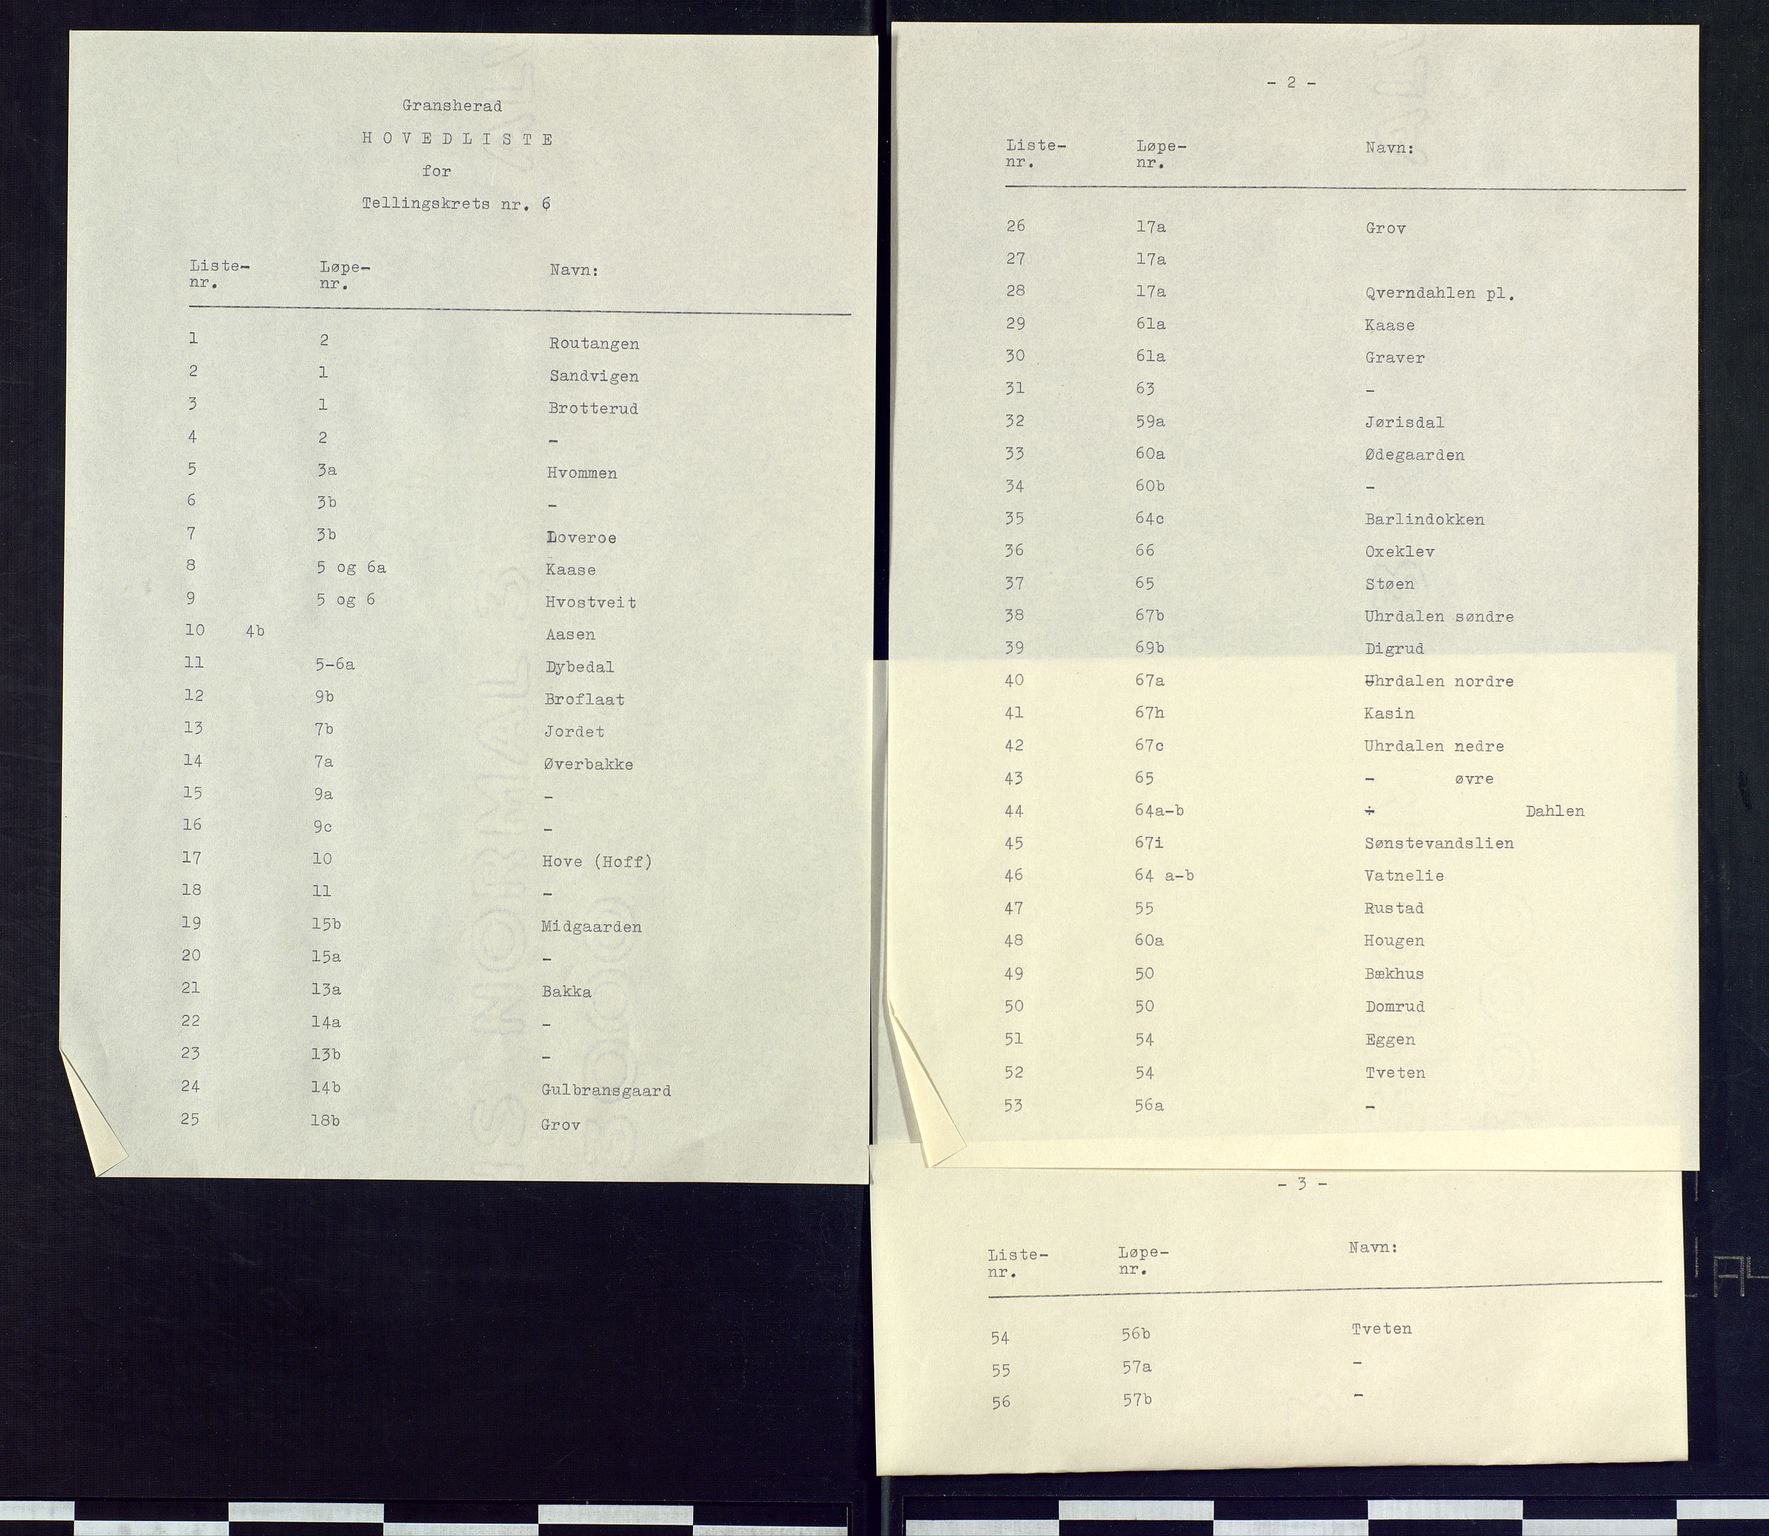 Gransherad
H O V E D L I S T E
for
Tellingskrets nr. 6
Liste- Løpe- Navn:
nr. nr.
1 2 Routangen
2 1 Sandvigen
3 1 Brotterud
4 2 -
5 3a Hvommen
6 3b -
7 3b Loveroe
8 5 og 6a Kaase
9 5 og 6 Hvostveit
10 4b Aasen
11 5-6a Dybedal
12 9b Broflaat
13 7b Jordet
14 7a Øverbakke
15 9a -
16 9c -
17 10 Hove (Hoff)
18 11 -
19 15b Midgaarden
20 15a -
21 13a Bakka
22 14a -
23 13b -
24 14b Gulbransgaard
25 18b Grov
- 2 -
Liste- Løpe- Navn:
nr. nr.
26 17a Grov
27 17a
28 17a Qverndahlen pl.
29 61a Kaase
30 61a Graver
31 63 -
32 59a Jørisdal
33 60a Ødegaarden
34 60b -
35 64c Barlindokken
36 66 Oxeklev
37 65 Støen
38 67b Uhrdalen søndre
39 69b Digrud
40 67a Uhrdalen nordre
41 67h Kasin
42 67c Uhrdalen nedre
43 65 - øvre
44 64a-b ÷ Dahlen
45 67i Sønstevandslien
46 64 a-b Vatnelie
47 55 Rustad
48 60a Hougen
49 50 Bækhus
50 50 Domrud
51 54 Eggen
52 54 Tveten
53 56a -
- 3 -
Liste- Løpe- Navn:
nr. nr.
54 56b Tveten
55 57a -
56 57b -